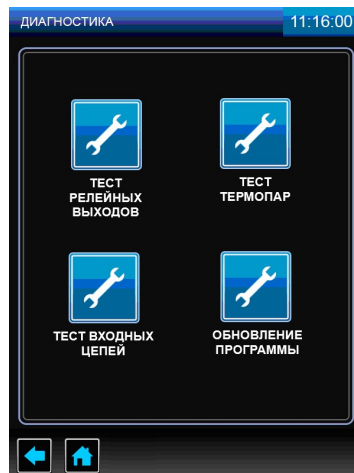 ДИАГНОСТИКА 11:16:00
ТЕСТ
РЕЛЕЙНЫХ
ВЫХОДОВ
ТЕСТ
ТЕРМОПАР
ТЕСТ ВХОДНЫХ
ЦЕПЕЙ
ОБНОВЛЕНИЕ
ПРОГРАММЫ